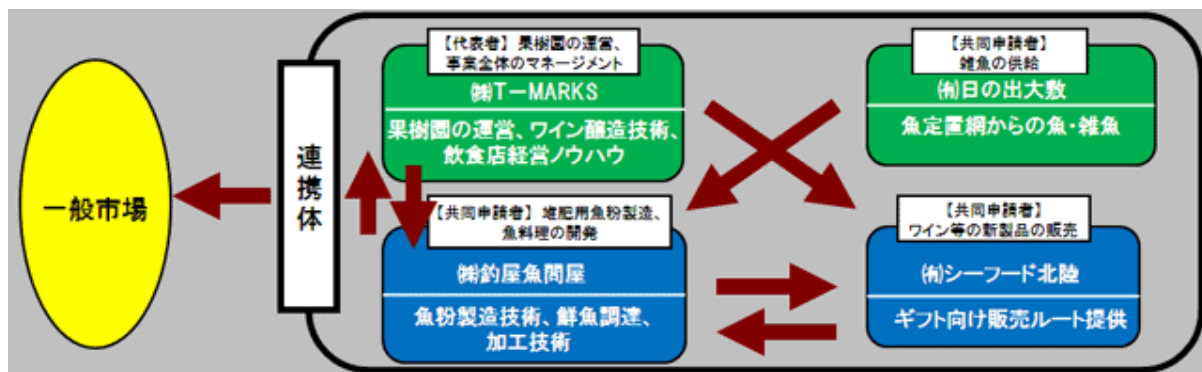 一般市場
連携体
【代表者】果樹園の運営、
事業全体のマネージメント
㈱T－MARKS
果樹園の運営、ワイン醸造技術、
飲食店経営ノウハウ
【共同申請者】
雑魚の供給
㈲日の出大敷
魚定置網からの魚・雑魚
【共同申請者】堆肥用魚粉製造、
魚料理の開発
㈱釣屋魚問屋
魚粉製造技術、鮮魚調達、
加工技術
【共同申請者】
ワイン等の新製品の販売
㈲シーフード北陸
ギフト向け販売ルート提供